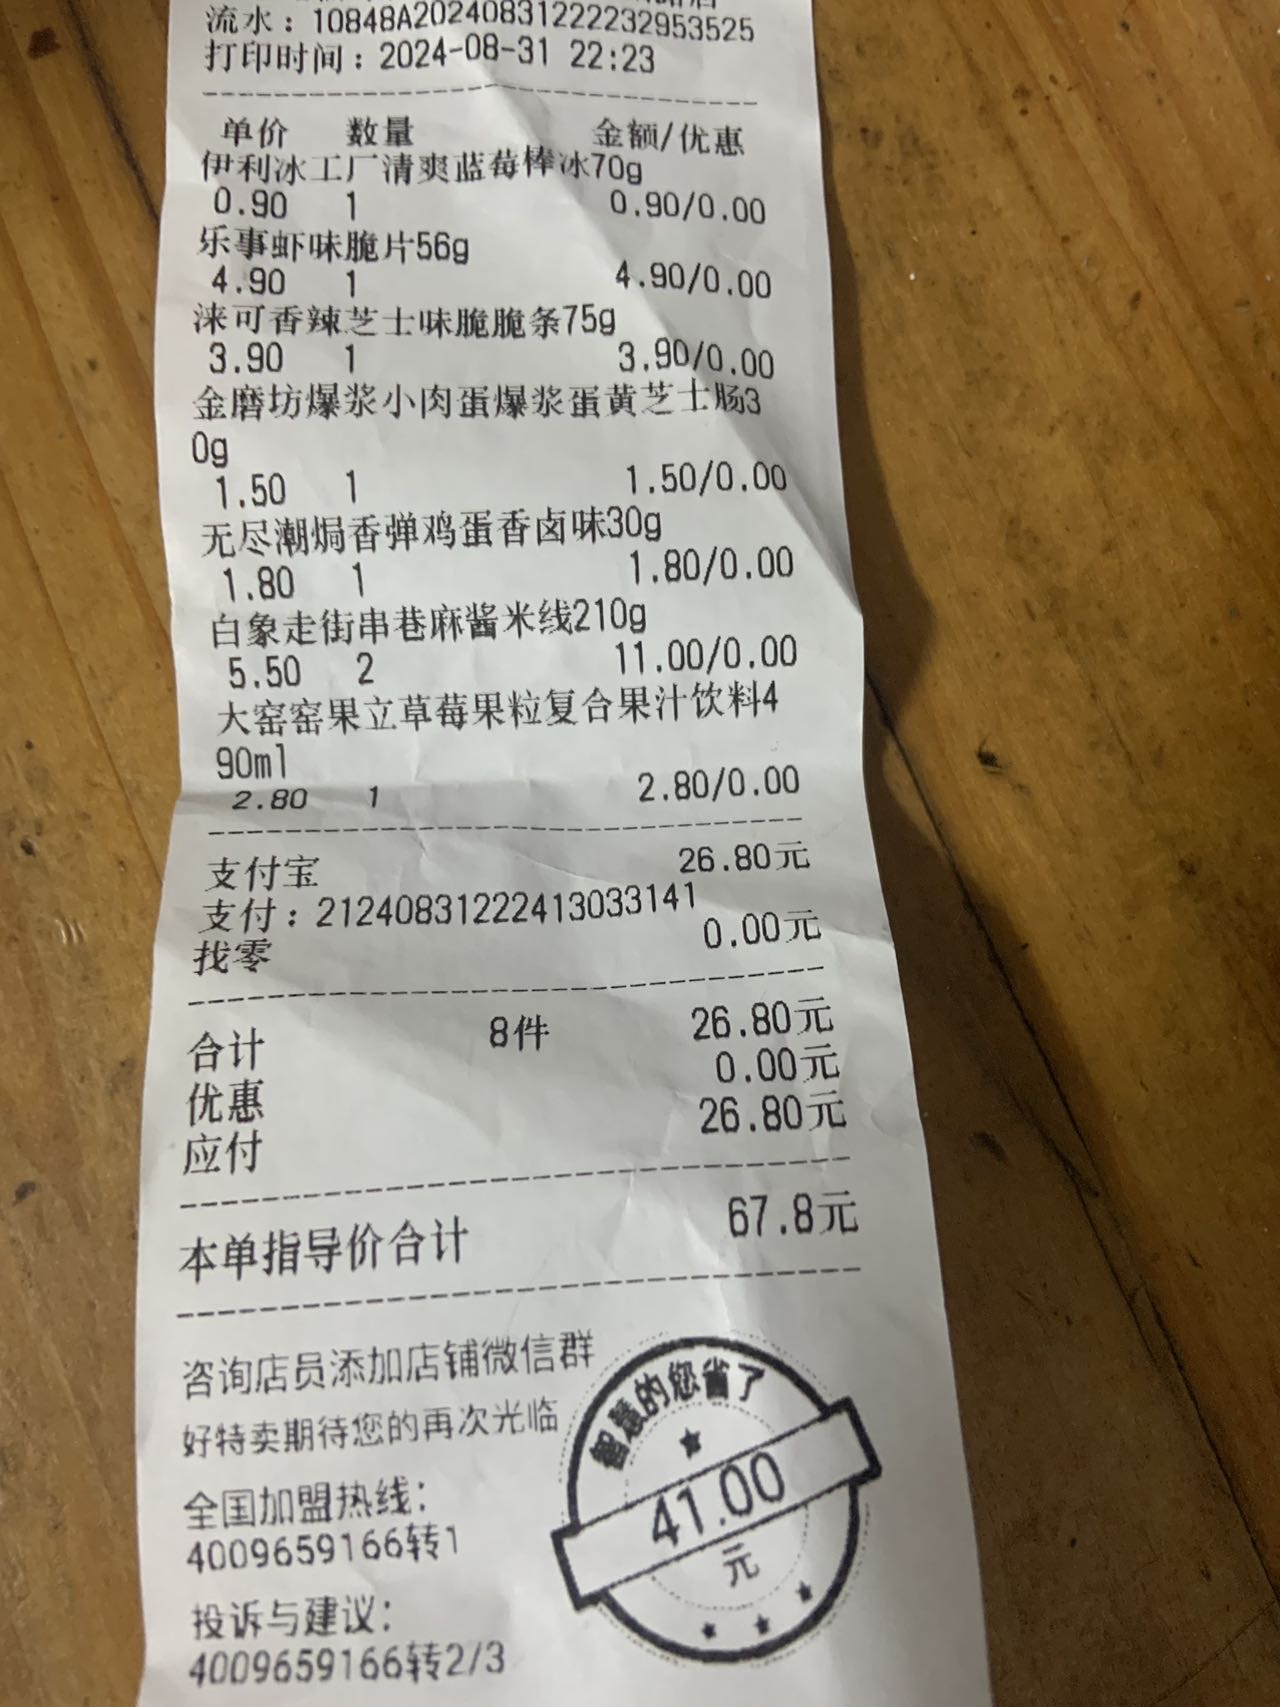 流水：10848A20240831222232953525
打印时间：2024-08-31 22:23
单价 数量 金额/优惠
伊利冰工厂清爽蓝莓棒冰70g
0.90 1 0.90/0.00
乐事虾味脆片56g
4.90 1 4.90/0.00
涞可香辣芝士味脆脆条75g
3.90 1 3.90/0.00
金磨坊爆浆小肉蛋爆浆蛋黄芝士肠3
0g
1.50 1 1.50/0.00
无尽潮焗香弹鸡蛋香卤味30g
1.80 1 1.80/0.00
白象走街串巷麻酱米线210g
5.50 2 11.00/0.00
大窑窑果立草莓果粒复合果汁饮料4
90ml
2.80 1 2.80/0.00
支付宝 26.80元
支付：21240831222413033141
找零 0.00元
合计 8件 26.80元
优惠 0.00元
应付 26.80元
本单指导价合计 67.8元
咨询店员添加店铺微信群
好特卖期待您的再次光临
全国加盟热线：
4009659166转1
投诉与建议：
4009659166转2/3
智慧的您省了
41.00
元